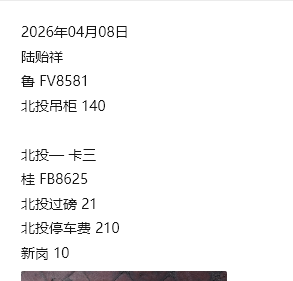 2026年04月08日
陆贻祥
鲁 FV8581
北投吊柜 140
北投— 卡三
桂 FB8625
北投过磅 21
北投停车费 210
新岗 10